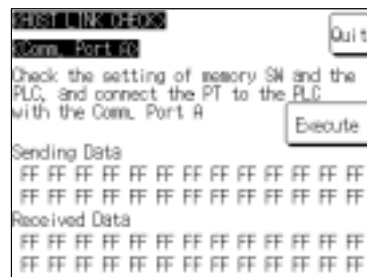 <HOST LINK CHECK>
Quit
<Comm. Port A>
Check the setting of memory SW and the
PLC, and connect the PT to the PLC
with the Comm. Port A
Execute
Sending Data
FF FF FF FF FF FF FF FF FF FF FF FF FF
FF FF FF FF FF FF FF FF FF FF FF FF FF
Received Data
FF FF FF FF FF FF FF FF FF FF FF FF FF
FF FF FF FF FF FF FF FF FF FF FF FF FF